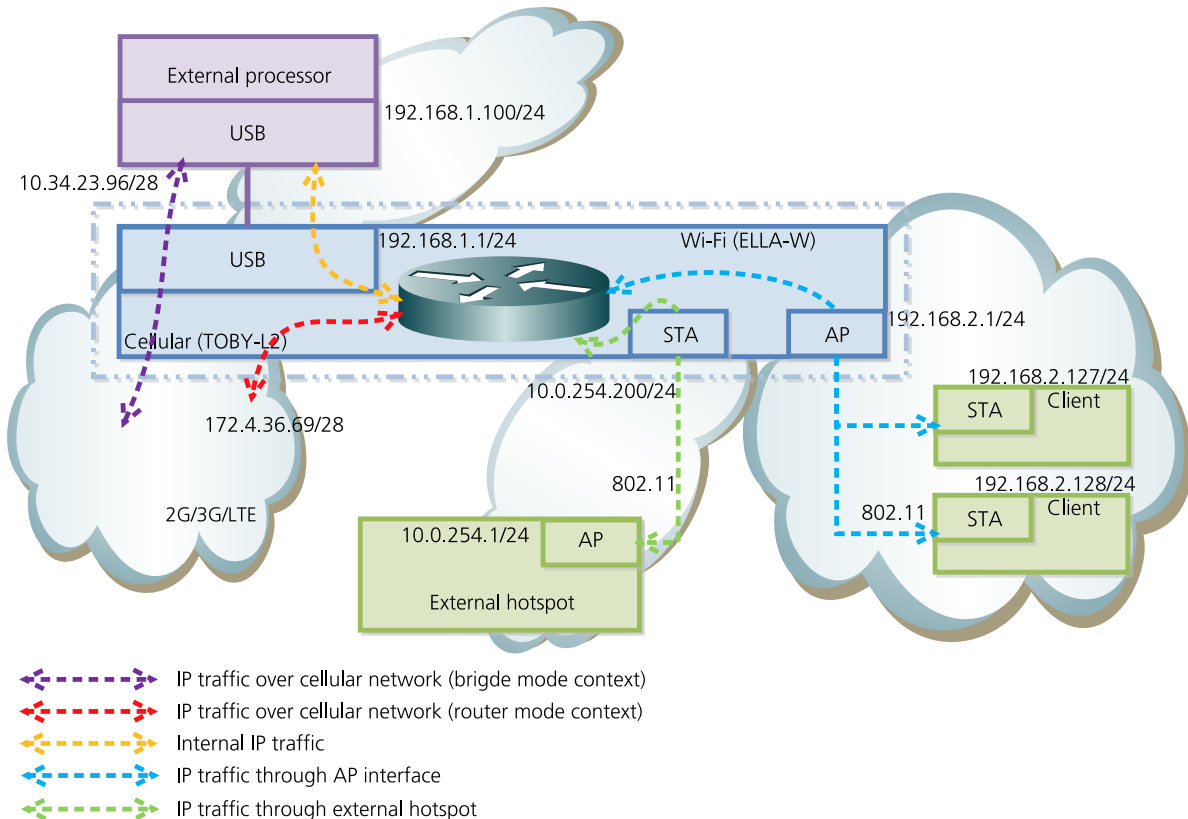 External processor
USB
192.168.1.100/24
10.34.23.96/28
USB
192.168.1.1/24
Wi-Fi (ELLA-W)
Cellular (TOBY-L2)
STA
AP
192.168.2.1/24
172.4.36.69/28
10.0.254.200/24
192.168.2.127/24
STA
Client
802.11
2G/3G/LTE
192.168.2.128/24
802.11
STA
Client
10.0.254.1/24
AP
External hotspot
IP traffic over cellular network (brigde mode context)
IP traffic over cellular network (router mode context)
Internal IP traffic
IP traffic through AP interface
IP traffic through external hotspot